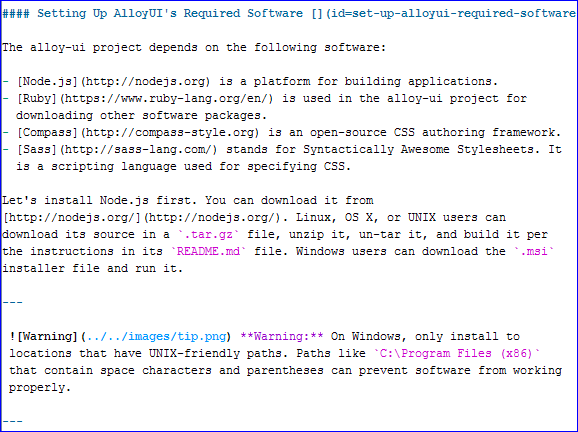 #### Setting Up AlloyUI's Required Software [](id=set-up-alloyui-required-software
The alloy-ui project depends on the following software:
- [Node.js](http://nodejs.org) is a platform for building applications.
- [Ruby](https://www.ruby-lang.org/en/) is used in the alloy-ui project for
downloading other software packages.
- [Compass](http://compass-style.org) is an open-source CSS authoring framework.
- [Sass](http://sass-lang.com/) stands for Syntactically Awesome Stylesheets. It
is a scripting language used for specifying CSS.
Let's install Node.js first. You can download it from
[http://nodejs.org/](http://nodejs.org/). Linux, OS X, or UNIX users can
download its source in a `.tar.gz` file, unzip it, un-tar it, and build it per
the instructions in its `README.md` file. Windows users can download the `.msi`
installer file and run it.
---
![Warning](../../images/tip.png) **Warning:** On Windows, only install to
locations that have UNIX-friendly paths. Paths like `C:\Program Files (x86)`
that contain space characters and parentheses can prevent software from working
properly.
---